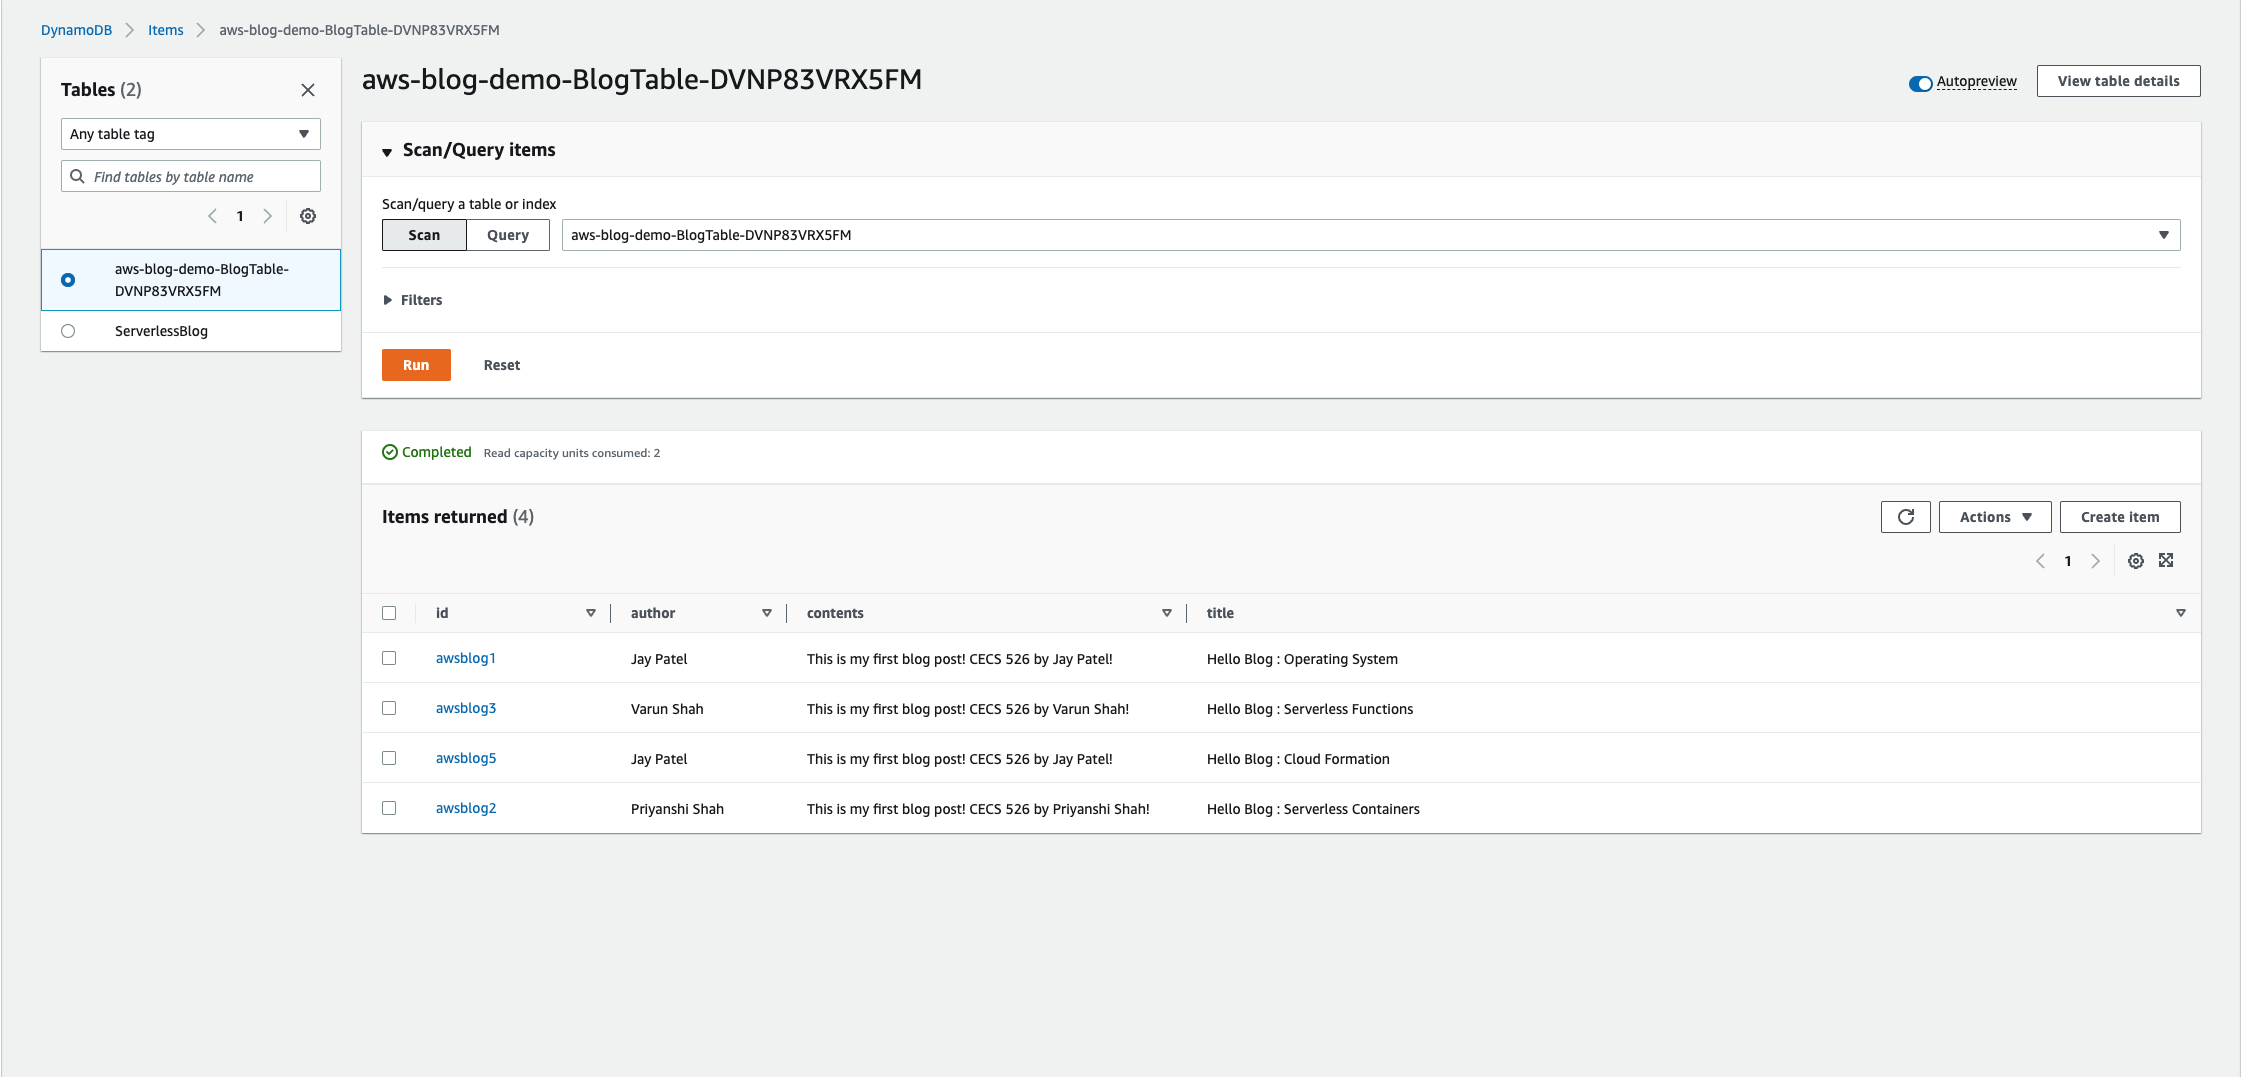 DynamoDB Items aws-blog-demo-BlogTable-DVNP83VRX5FM
Tables (2)
Any table tag
Find tables by table name
1
aws-blog-demo-BlogTable-
DVNP83VRX5FM
ServerlessBlog
aws-blog-demo-BlogTable-DVNP83VRX5FM
Autopreview
View table details
Scan/Query items
Scan/query a table or index
Scan Query aws-blog-demo-BlogTable-DVNP83VRX5FM
Filters
Run Reset
Completed Read capacity units consumed: 2
Items returned (4)
Actions Create item
1
id author contents title
awsblog1 Jay Patel This is my first blog post! CECS 526 by Jay Patel! Hello Blog : Operating System
awsblog3 Varun Shah This is my first blog post! CECS 526 by Varun Shah! Hello Blog : Serverless Functions
awsblog5 Jay Patel This is my first blog post! CECS 526 by Jay Patel! Hello Blog : Cloud Formation
awsblog2 Priyanshi Shah This is my first blog post! CECS 526 by Priyanshi Shah! Hello Blog : Serverless Containers